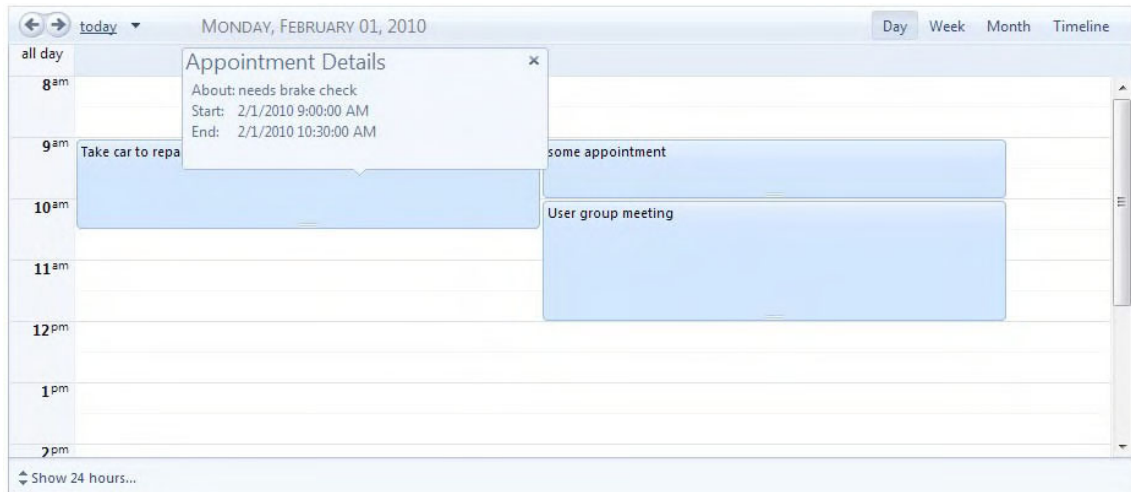 today MONDAY, FEBRUARY 01, 2010 Day Week Month Timeline
all day
Appointment Details
About: needs brake check
Start: 2/1/2010 9:00:00 AM
End: 2/1/2010 10:30:00 AM
8am
9am Take car to repa some appointment
10am User group meeting
11am
12pm
1pm
2pm
Show 24 hours...